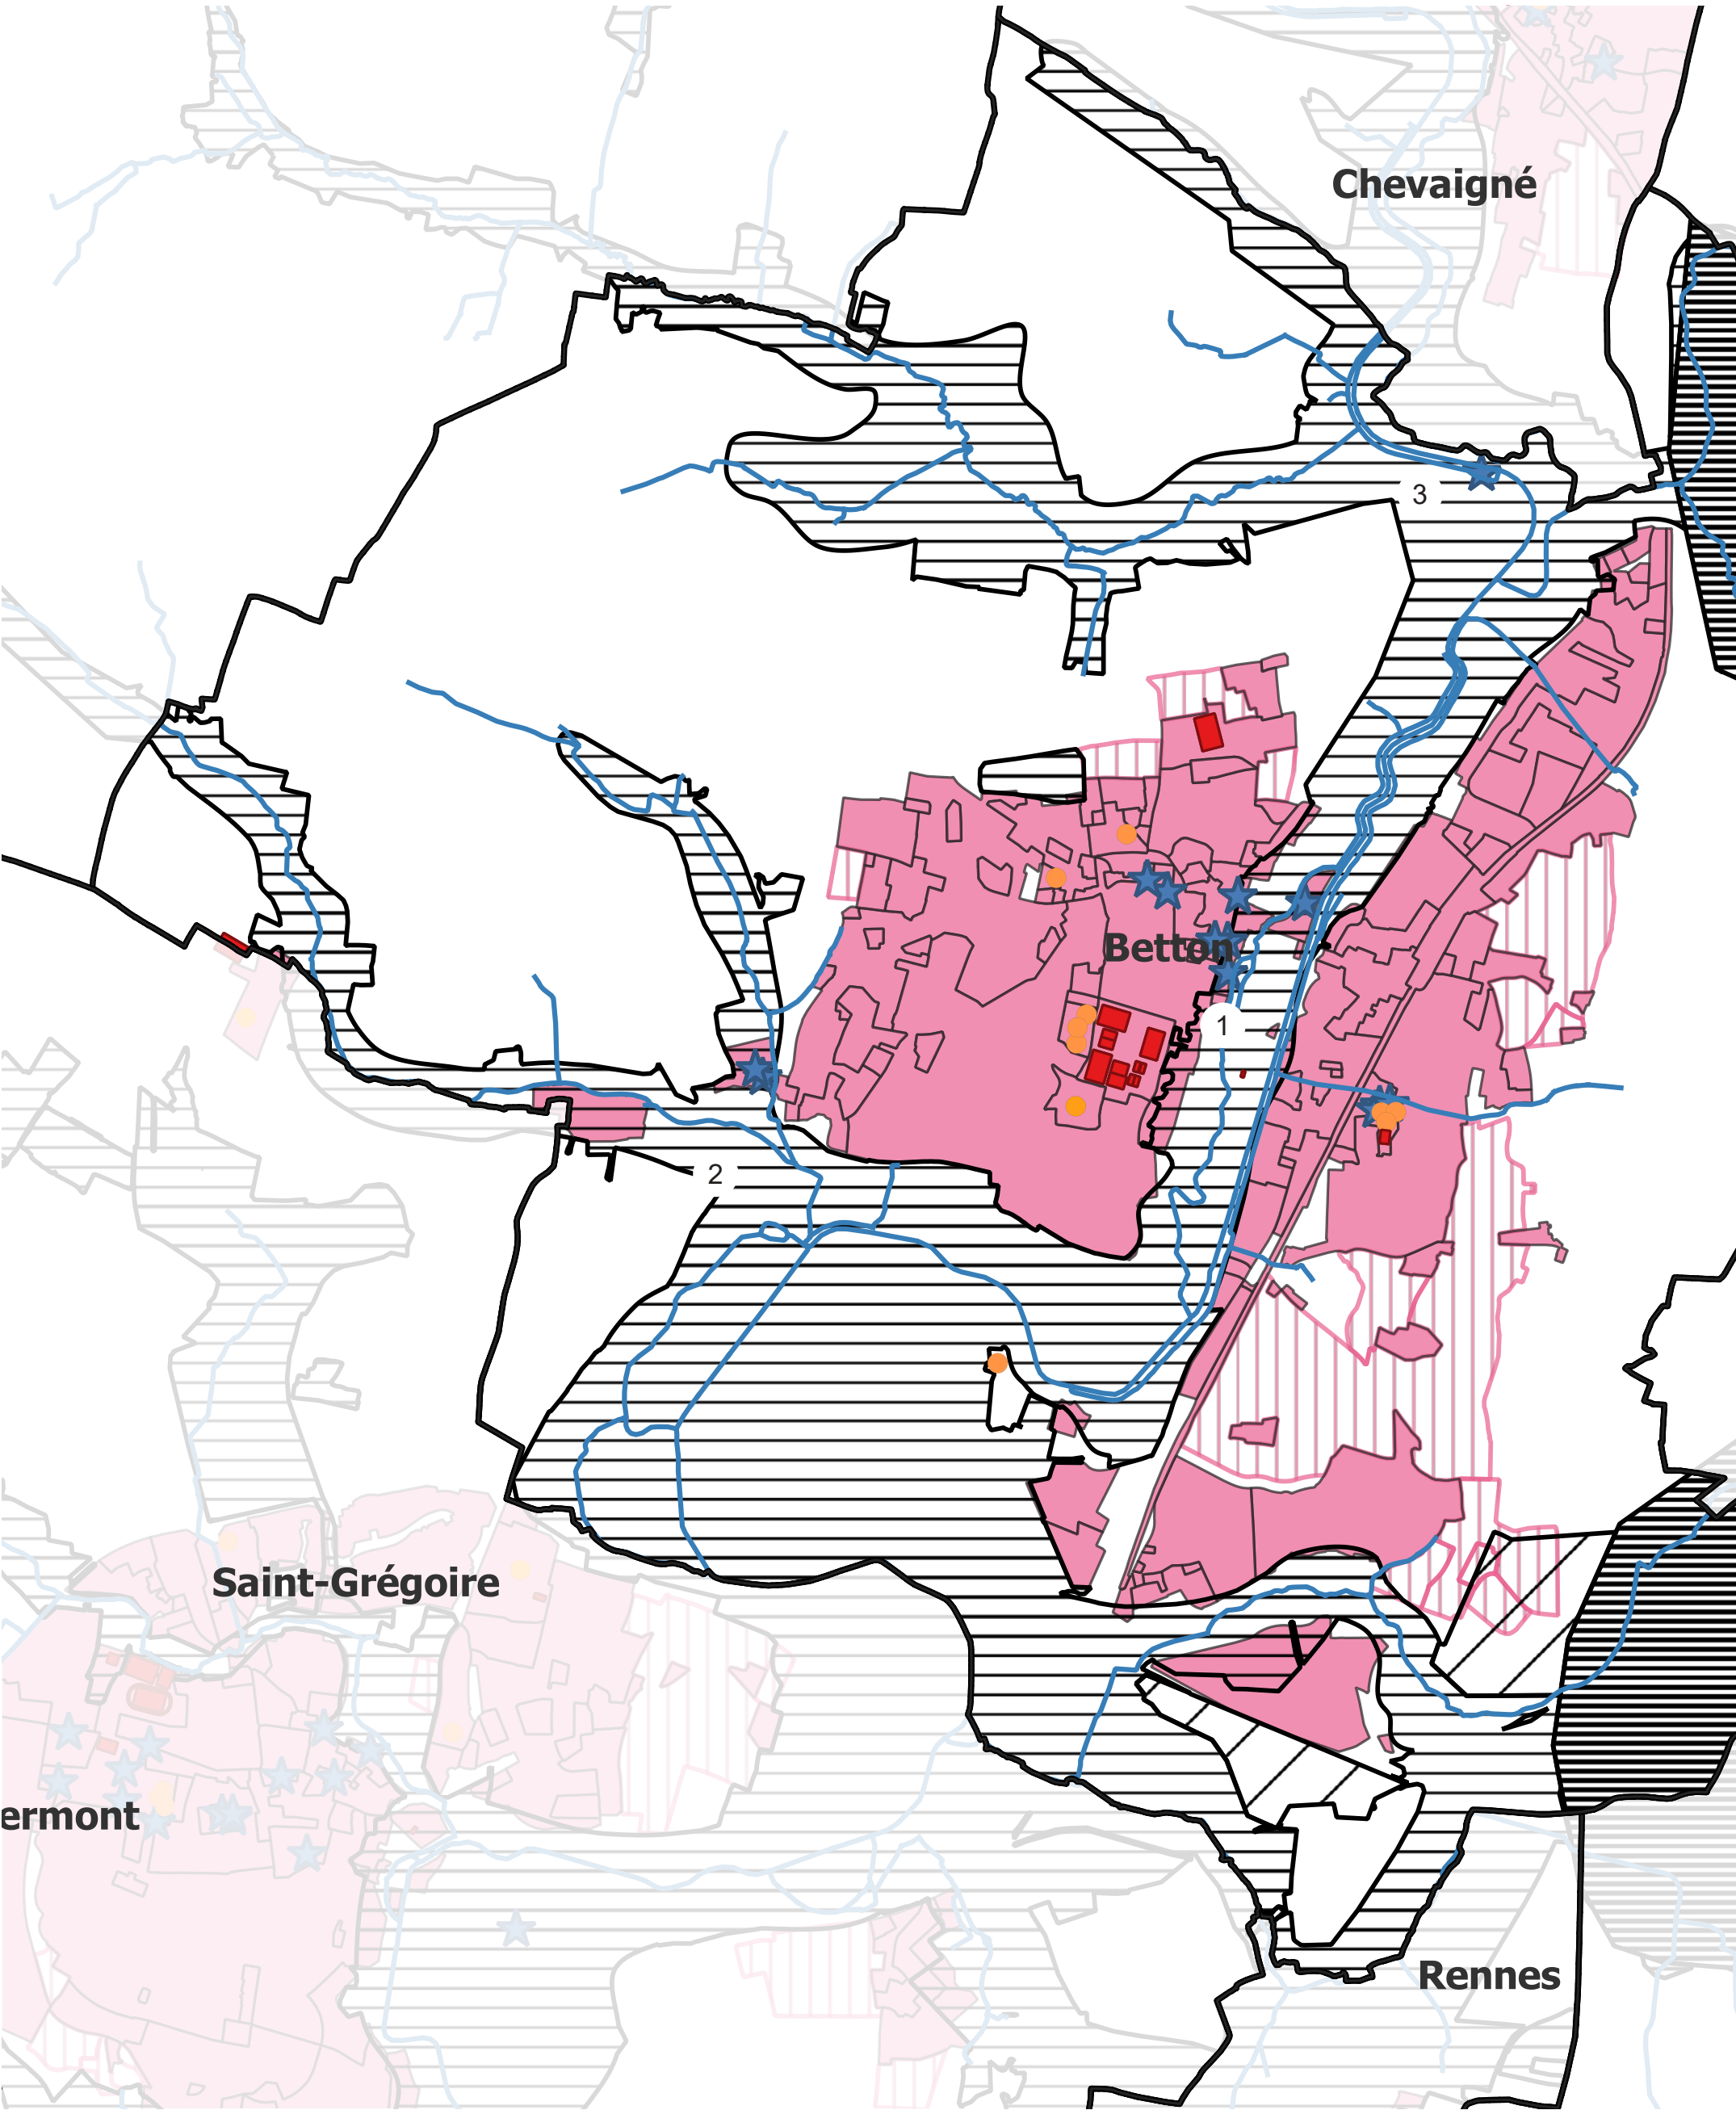 Chevaigné
3
Betton
1
2
Saint-Grégoire
ermont
Rennes